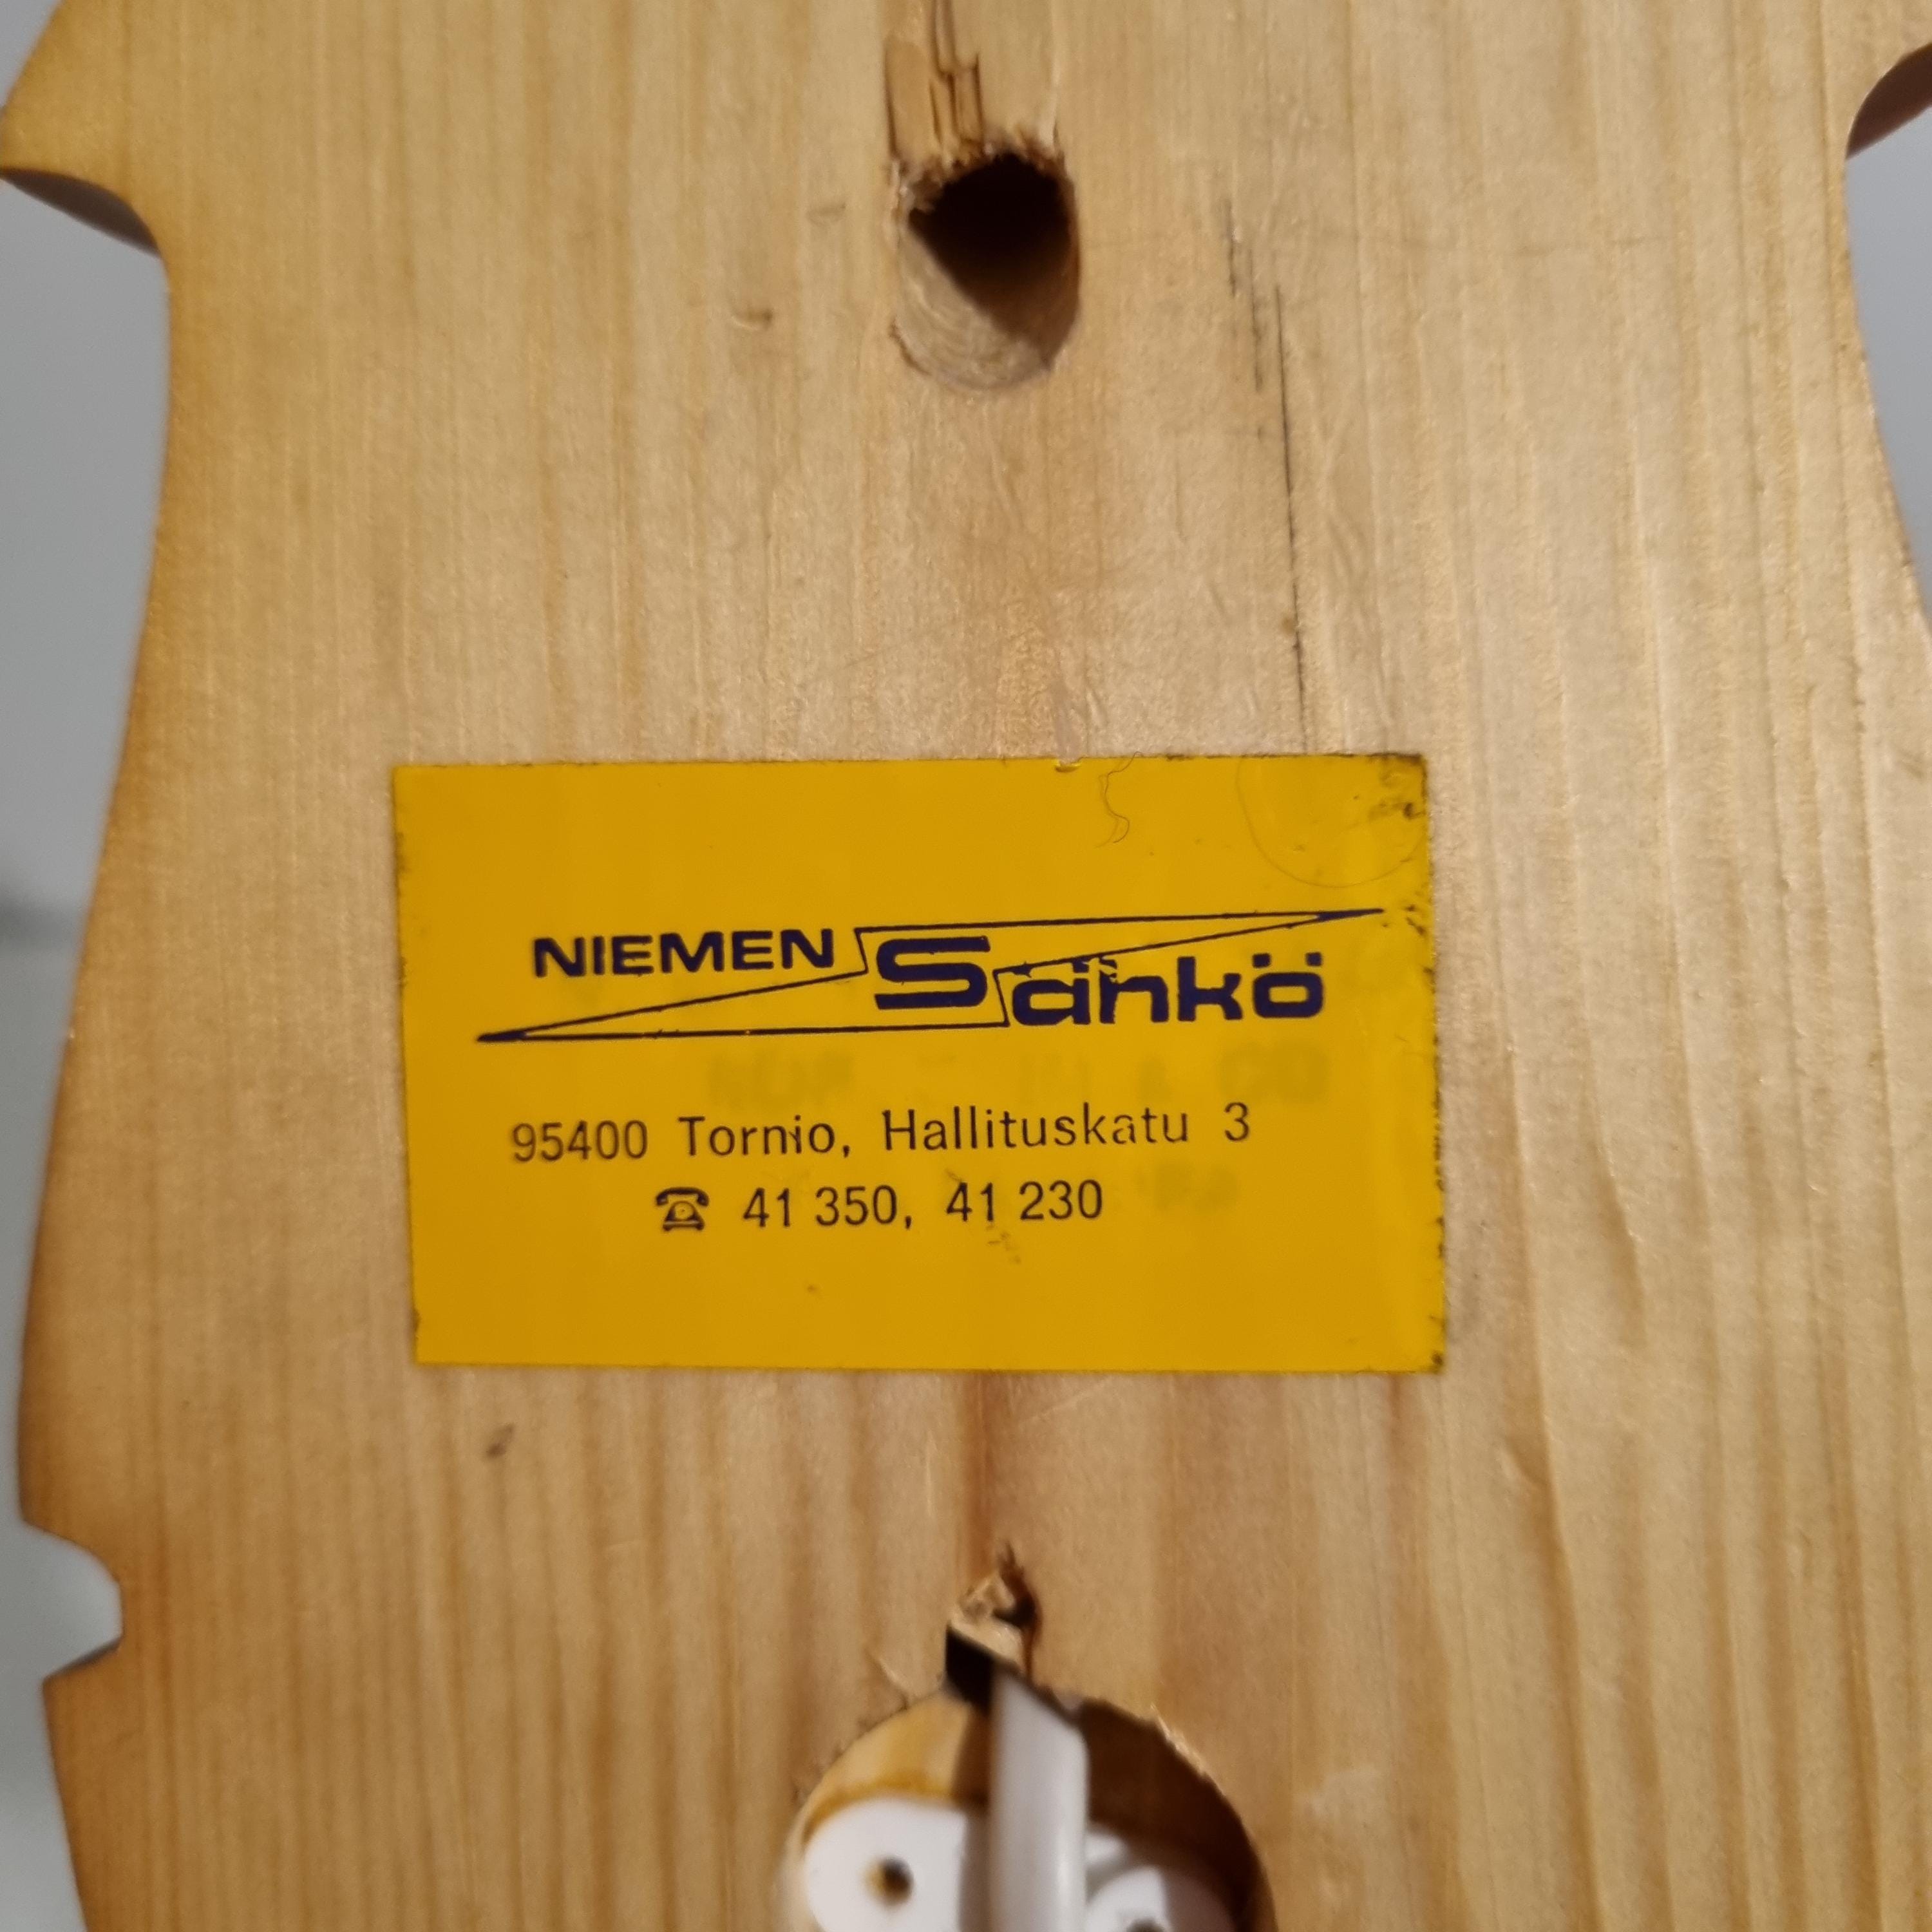 NIEMEN Sähkö
95400 Tornio, Hallituskatu 3
☎ 41 350, 41 230